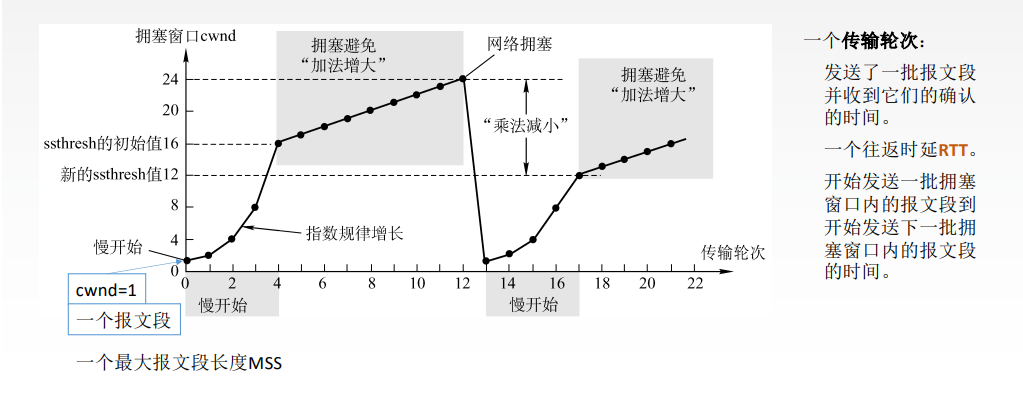 拥塞窗口cwnd
拥塞避免
“加法增大”
网络拥塞
拥塞避免
“加法增大”
“乘法减小”
24
20
ssthresh的初始值16
新的ssthresh值12
8
4
0
慢开始
指数规律增长
传输轮次
0 2 4 6 8 10 12 14 16 18 20 22
慢开始
慢开始
cwnd=1
一个报文段
一个最大报文段长度MSS
一个传输轮次：
发送了一批报文段
并收到它们的确认
的时间。
一个往返时延RTT。
开始发送一批拥塞
窗口内的报文段到
开始发送下一批拥
塞窗口内的报文段
的时间。